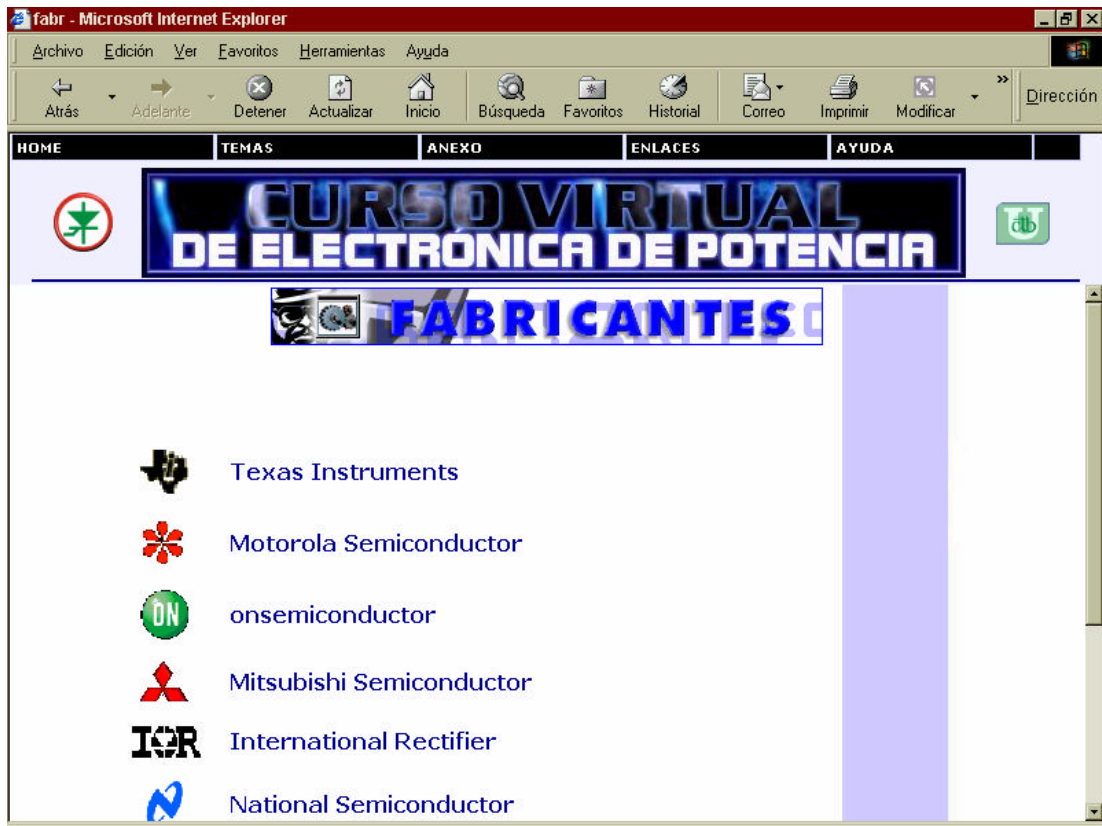 fabr - Microsoft Internet Explorer
Archivo Edición Ver Favoritos Herramientas Ayuda
Atrás Adelante Detener Actualizar Inicio Búsqueda Favoritos Historial Correo Imprimir Modificar » Dirección
HOME TEMAS ANEXO ENLACES AYUDA
CURSO VIRTUAL
DE ELECTRÓNICA DE POTENCIA
FABRICANTES
Texas Instruments
Motorola Semiconductor
ON onsemiconductor
Mitsubishi Semiconductor
IOR International Rectifier
National Semiconductor